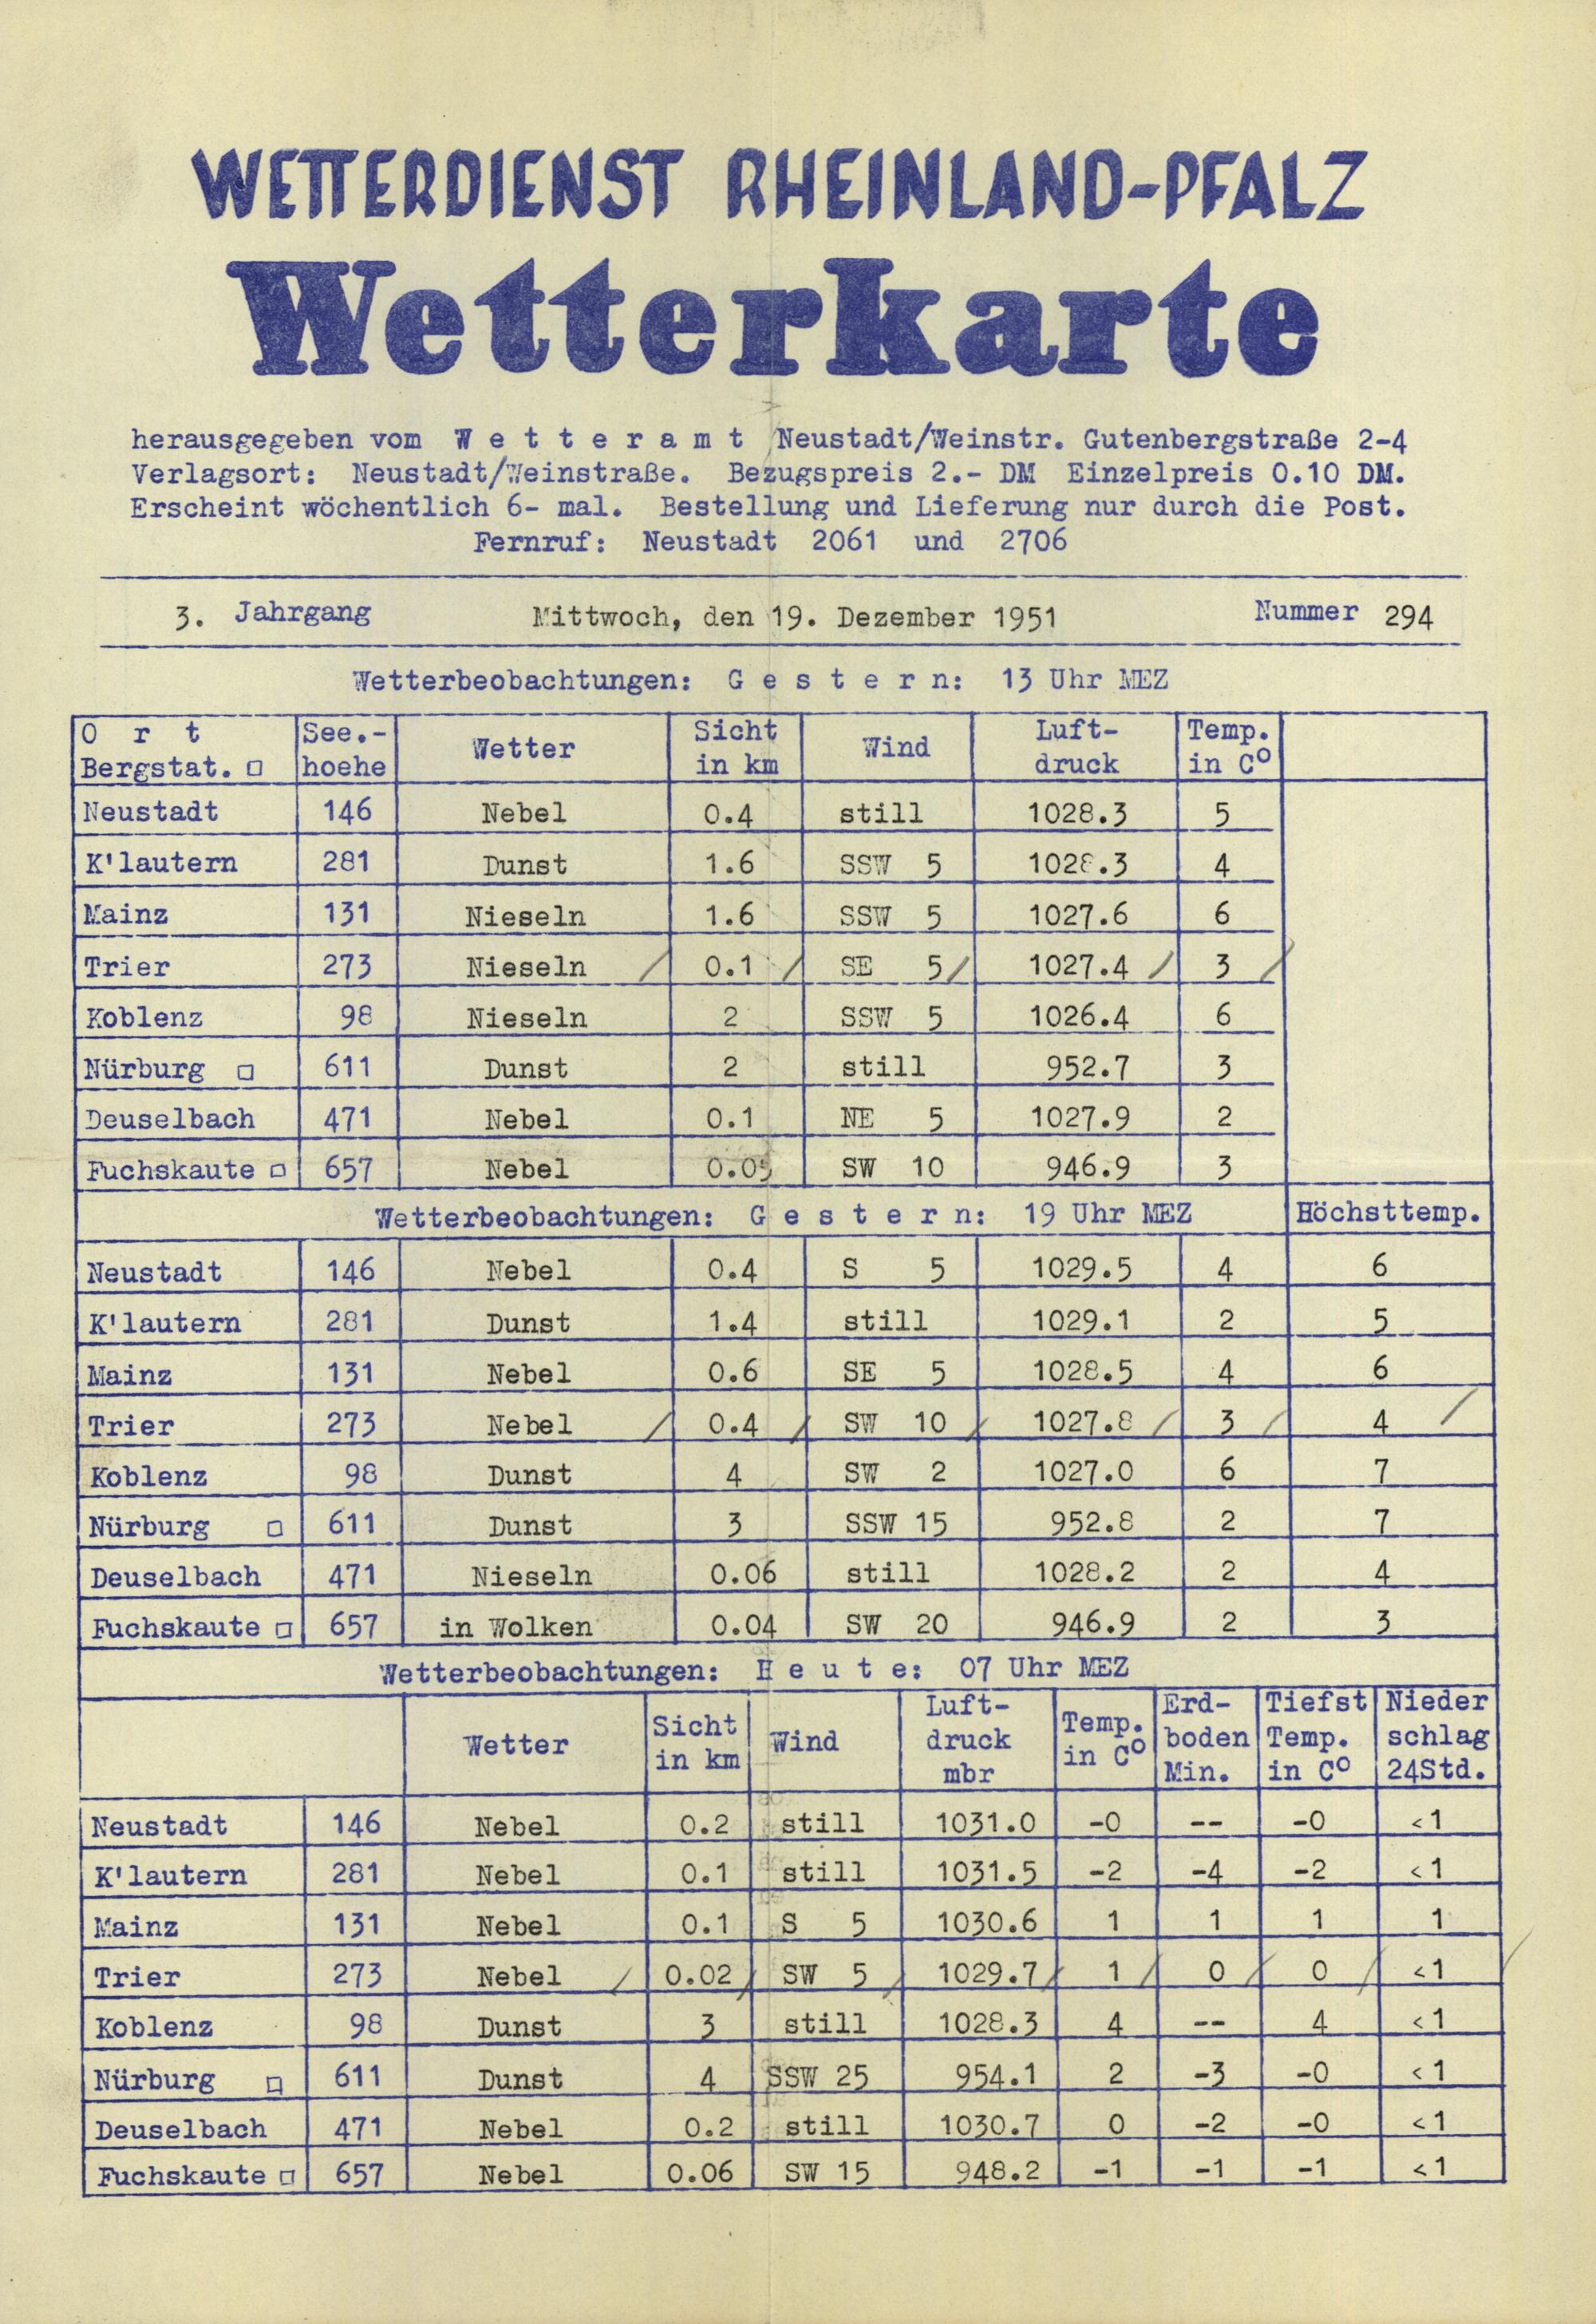 WETTERDIENST RHEINLAND-PFALZ
Wetterkarte
herausgegeben vom W e t t e r a m t Neustadt/Weinstr. Gutenbergstraße 2-4
Verlagsort: Neustadt/Weinstraße. Bezugspreis 2.- DM Einzelpreis 0.10 DM.
Erscheint wöchentlich 6- mal. Bestellung und Lieferung nur durch die Post.
Fernruf: Neustadt 2061 und 2706
3. Jahrgang Mittwoch, den 19. Dezember 1951 Nummer 294
Wetterbeobachtungen: G e s t e r n: 13 Uhr MEZ
O r t See.- Wetter Sicht Wind Luft- Temp.
Bergstat. □ hoehe in km druck in C°
Neustadt 146 Nebel 0.4 still 1028.3 5
K'lautern 281 Dunst 1.6 SSW 5 1028.3 4
Mainz 131 Nieseln 1.6 SSW 5 1027.6 6
Trier 273 Nieseln / 0.1 / SE 5 / 1027.4 / 3 /
Koblenz 98 Nieseln 2 SSW 5 1026.4 6
Nürburg □ 611 Dunst 2 still 952.7 3
Deuselbach 471 Nebel 0.1 NE 5 1027.9 2
Fuchskaute □ 657 Nebel 0.05 SW 10 946.9 3
Wetterbeobachtungen: G e s t e r n: 19 Uhr MEZ Höchsttemp.
Neustadt 146 Nebel 0.4 S 5 1029.5 4 6
K'lautern 281 Dunst 1.4 still 1029.1 2 5
Mainz 131 Nebel 0.6 SE 5 1028.5 4 6
Trier 273 Nebel / 0.4 / SW 10 / 1027.8 / 3 / 4 /
Koblenz 98 Dunst 4 SW 2 1027.0 6 7
Nürburg □ 611 Dunst 3 SSW 15 952.8 2 7
Deuselbach 471 Nieseln 0.06 still 1028.2 2 4
Fuchskaute □ 657 in Wolken 0.04 SW 20 946.9 2 3
Wetterbeobachtungen: H e u t e: 07 Uhr MEZ
Luft- Erd- Tiefst Nieder
Wetter Sicht Wind druck Temp. boden Temp. schlag
in km mbr in C° Min. in C° 24Std.
Neustadt 146 Nebel 0.2 still 1031.0 -0 -- -0 <1
K'lautern 281 Nebel 0.1 still 1031.5 -2 -4 -2 <1
Mainz 131 Nebel 0.1 S 5 1030.6 1 1 1 1
Trier 273 Nebel / 0.02 / SW 5 / 1029.7 / 1 / 0 / 0 / <1 /
Koblenz 98 Dunst 3 still 1028.3 4 -- 4 <1
Nürburg □ 611 Dunst 4 SSW 25 954.1 2 -3 -0 <1
Deuselbach 471 Nebel 0.2 still 1030.7 0 -2 -0 <1
Fuchskaute □ 657 Nebel 0.06 SW 15 948.2 -1 -1 -1 <1